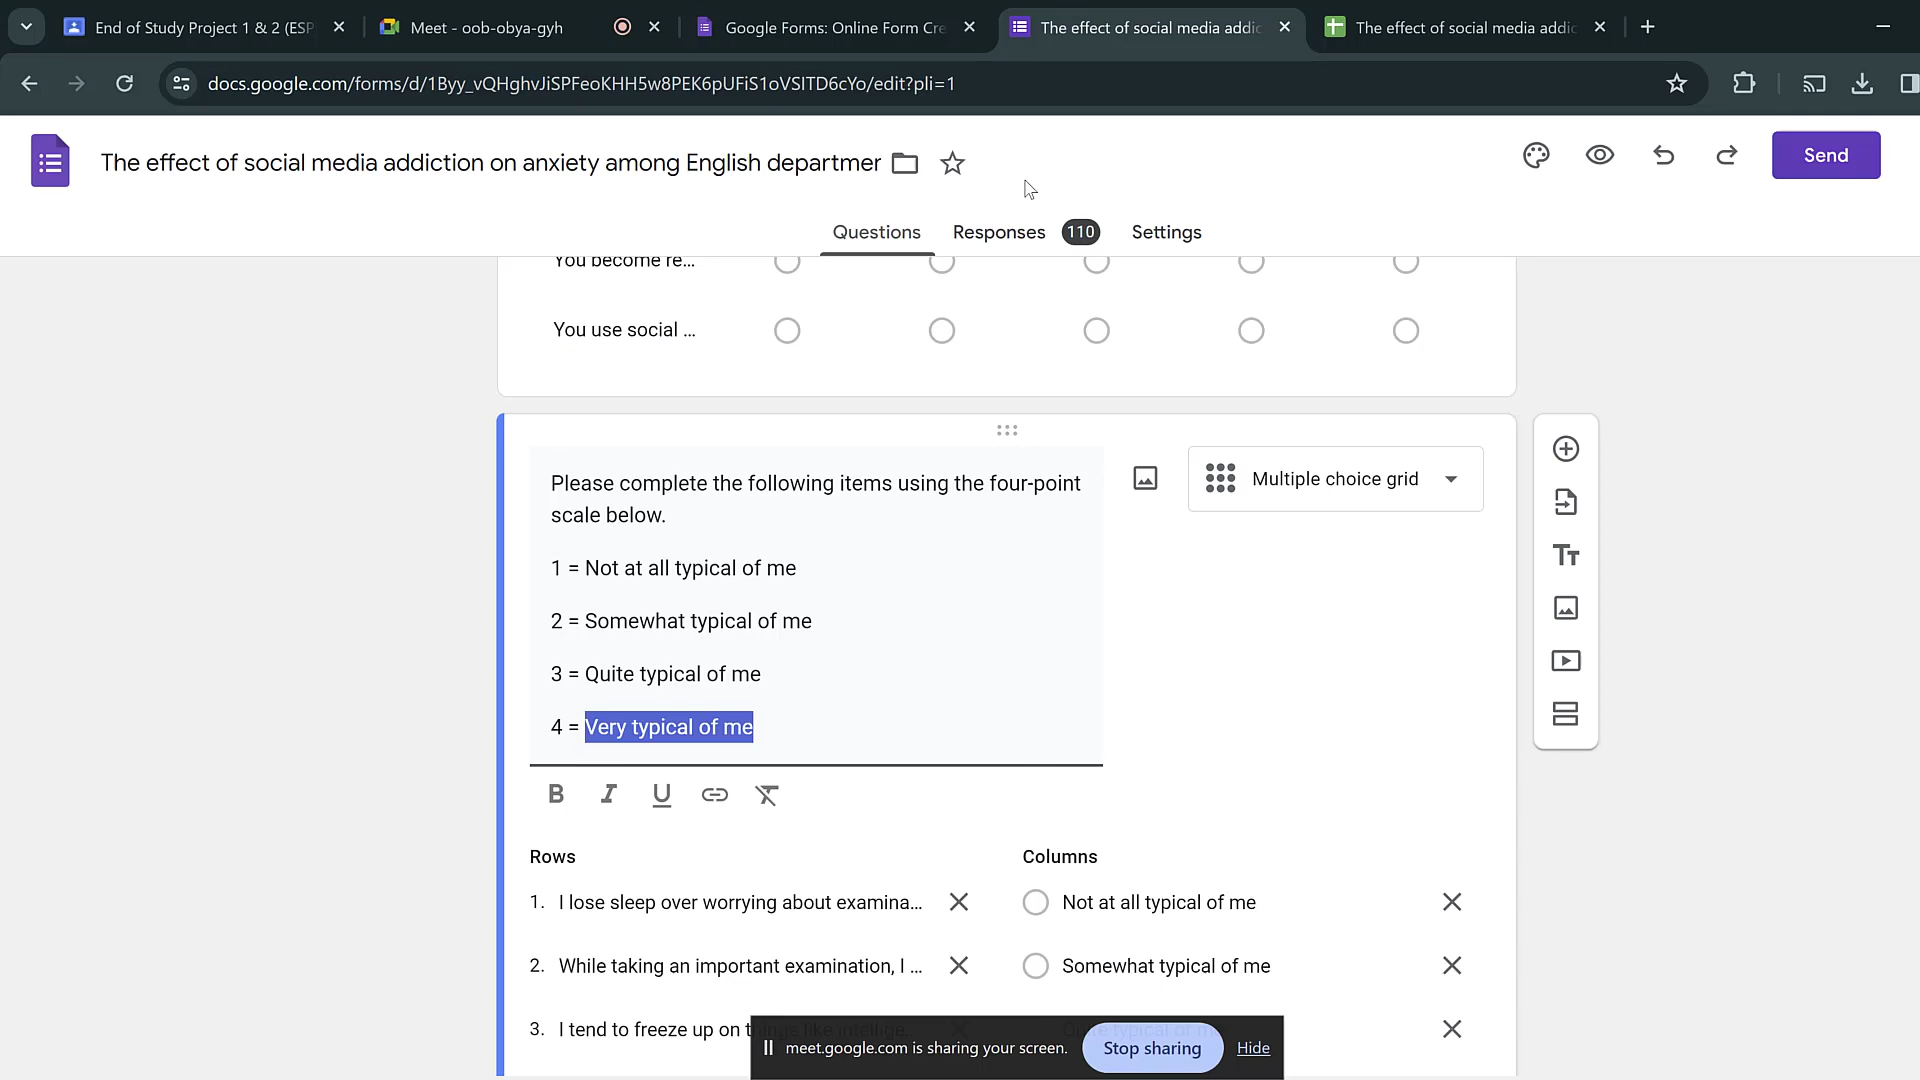 End of Study Project 1 & 2 (ESP
Meet - oob-obya-gyh
Google Forms: Online Form Cre
The effect of social media addic
The effect of social media addic
docs.google.com/forms/d/1Byy_vQHghvJiSPFeoKHH5w8PEK6pUFiS1oVSITD6cYo/edit?pli=1
The effect of social media addiction on anxiety among English departmer
Send
Questions
Responses
110
Settings
You become re...
You use social ...
Please complete the following items using the four-point
scale below.
Multiple choice grid
1 = Not at all typical of me
2 = Somewhat typical of me
3 = Quite typical of me
4 = Very typical of me
B I U
Rows
Columns
1. I lose sleep over worrying about examina...
Not at all typical of me
2. While taking an important examination, I ...
Somewhat typical of me
3. I tend to freeze up on things like intellige...
Quite typical of me
meet.google.com is sharing your screen.
Stop sharing
Hide